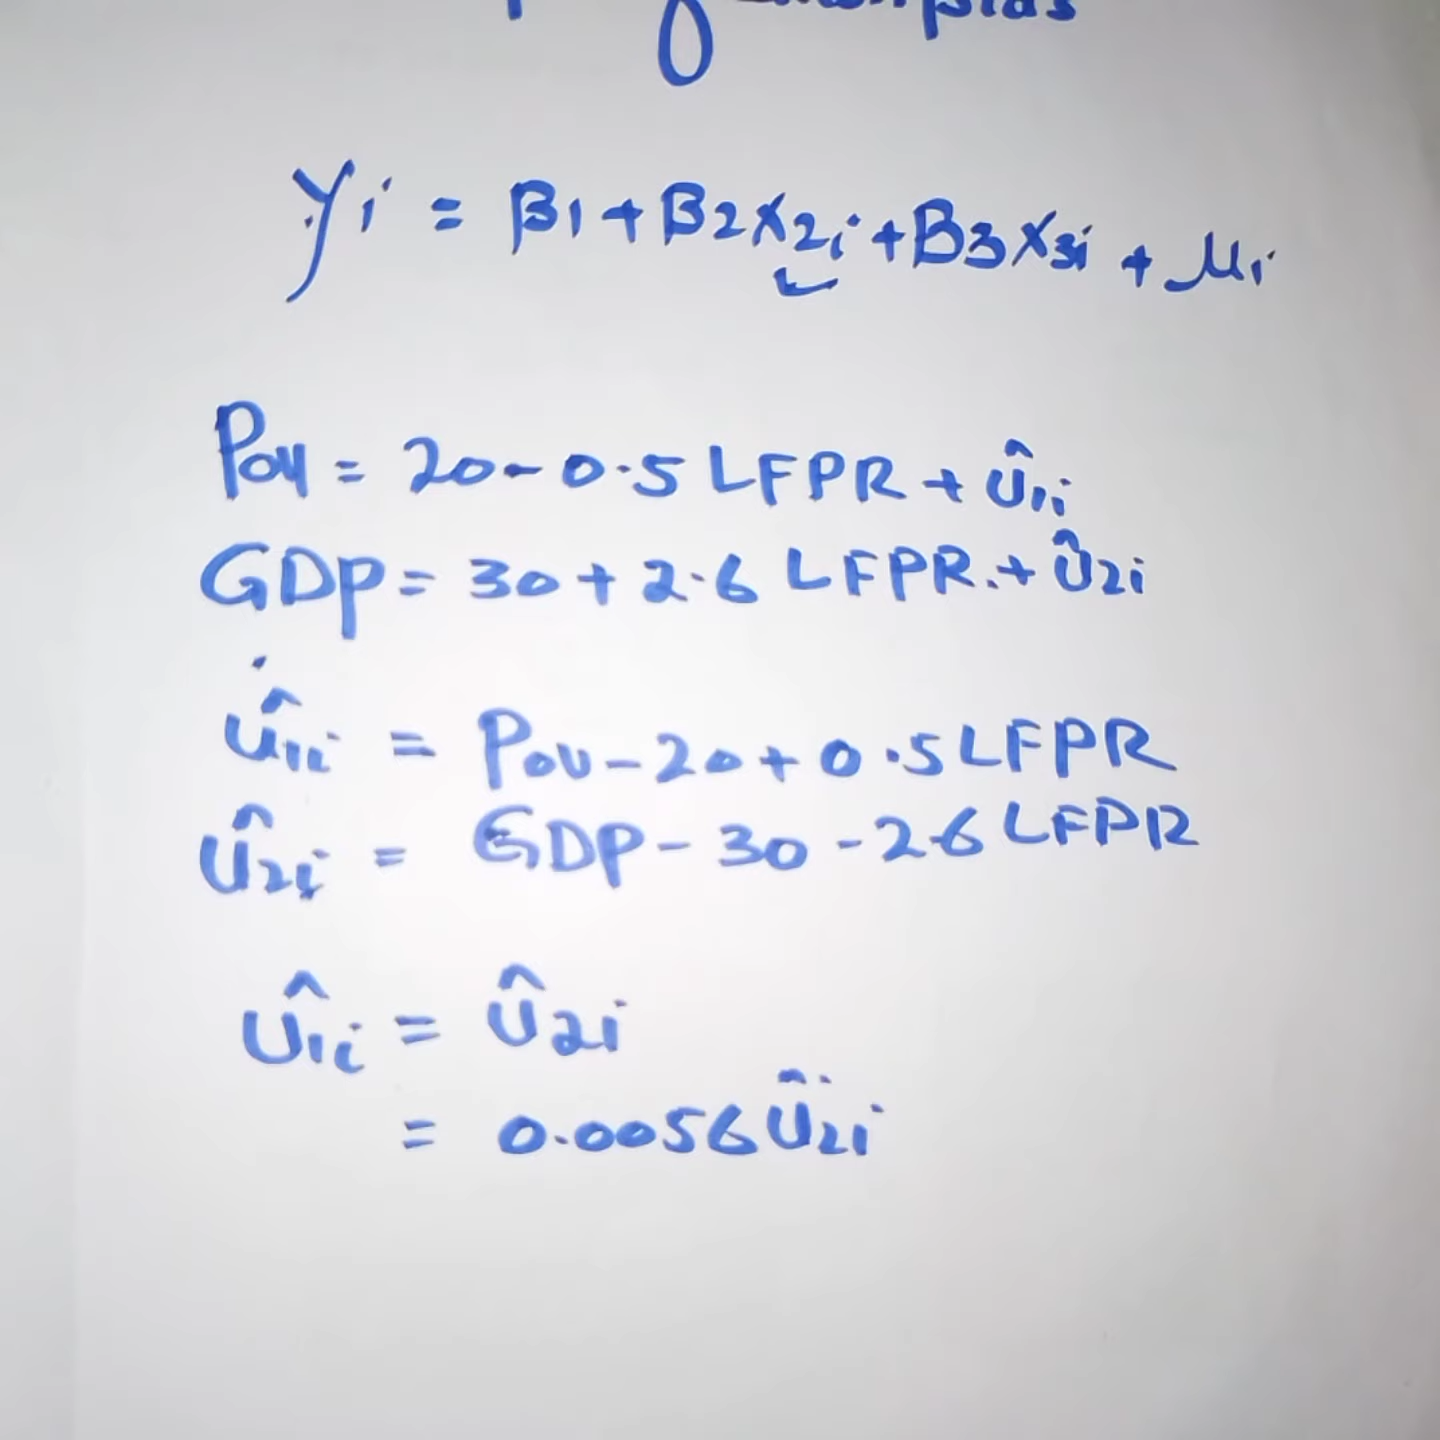 Yi = β1 + β2X2i + β3X3i + μi
Pov = 20 - 0.5 LFPR + û1i
GDP = 30 + 2.6 LFPR. + û2i
û1i = Pov - 20 + 0.5 LFPR
û2i = GDP - 30 - 2.6 LFPR
û1i = û2i
= 0.0056 û2i